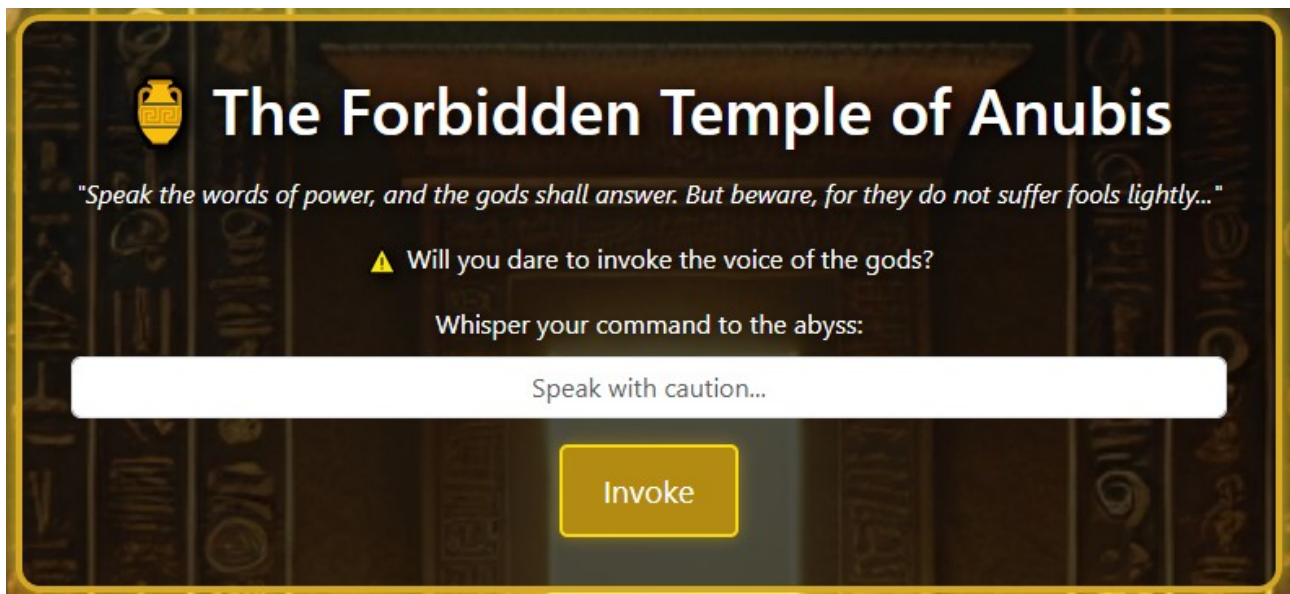 The Forbidden Temple of Anubis
"Speak the words of power, and the gods shall answer. But beware, for they do not suffer fools lightly..."
Will you dare to invoke the voice of the gods?
Whisper your command to the abyss:
Speak with caution...
Invoke